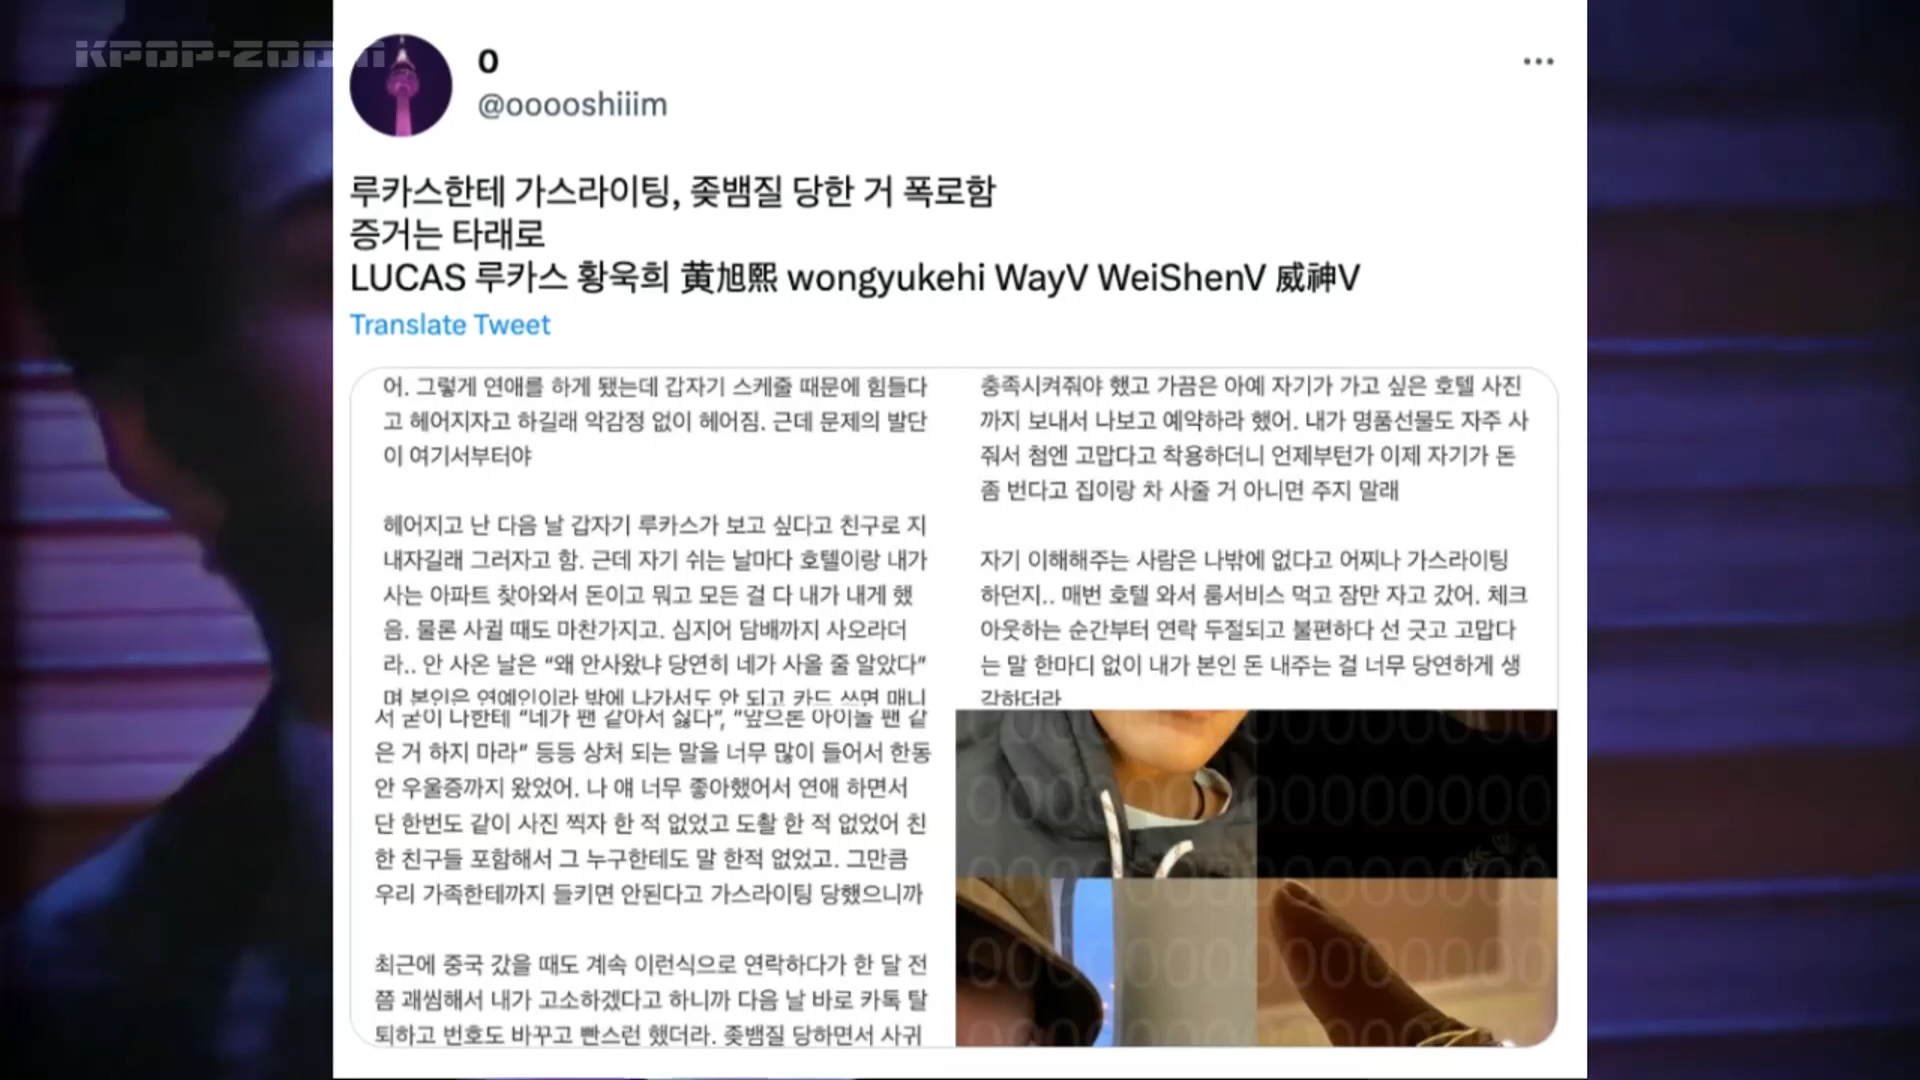 KPOP-ZOOM
O
@ooooshiiim
루카스한테 가스라이팅, 좆뱀질 당한 거 폭로함
증거는 타래로
LUCAS 루카스 황욱희 黄旭熙 wongyukehi WayV WeiShenV 威神V
Translate Tweet
어. 그렇게 연애를 하게 됐는데 갑자기 스케줄 때문에 힘들다
고 헤어지자고 하길래 악감정 없이 헤어짐. 근데 문제의 발단
이 여기서부터야
헤어지고 난 다음 날 갑자기 루카스가 보고 싶다고 친구로 지
내자길래 그러자고 함. 근데 자기 쉬는 날마다 호텔이랑 내가
사는 아파트 찾아와서 돈이고 뭐고 모든 걸 다 내가 내게 했
음. 물론 사귈 때도 마찬가지고. 심지어 담배까지 사오라더
라.. 안 사온 날은 “왜 안사왔냐 당연히 네가 사올 줄 알았다”
며 본인은 연예인이라 밖에 나가서도 안 되고 카드 쓰면 매니
충족시켜줘야 했고 가끔은 아예 자기가 가고 싶은 호텔 사진
까지 보내서 나보고 예약하라 했어. 내가 명품선물도 자주 사
줘서 첨엔 고맙다고 착용하더니 언제부턴가 이제 자기가 돈
좀 번다고 집이랑 차 사줄 거 아니면 주지 말래
자기 이해해주는 사람은 나밖에 없다고 어찌나 가스라이팅
하던지.. 매번 호텔 와서 룸서비스 먹고 잠만 자고 갔어. 체크
아웃하는 순간부터 연락 두절되고 불편하다 선 긋고 고맙다
는 말 한마디 없이 내가 본인 돈 내주는 걸 너무 당연하게 생
각하더라
서 굳이 나한테 “네가 팬 같아서 싫다”, “앞으론 아이돌 팬 같
은 거 하지 마라” 등등 상처 되는 말을 너무 많이 들어서 한동
안 우울증까지 왔었어. 나 얘 너무 좋아했어서 연애 하면서
단 한번도 같이 사진 찍자 한 적 없었고 도촬 한 적 없었어 친
한 친구들 포함해서 그 누구한테도 말 한적 없었고. 그만큼
우리 가족한테까지 들키면 안된다고 가스라이팅 당했으니까
최근에 중국 갔을 때도 계속 이런식으로 연락하다가 한 달 전
쯤 괘씸해서 내가 고소하겠다고 하니까 다음 날 바로 카톡 탈
퇴하고 번호도 바꾸고 빤스런 했더라. 좆뱀질 당하면서 사귀